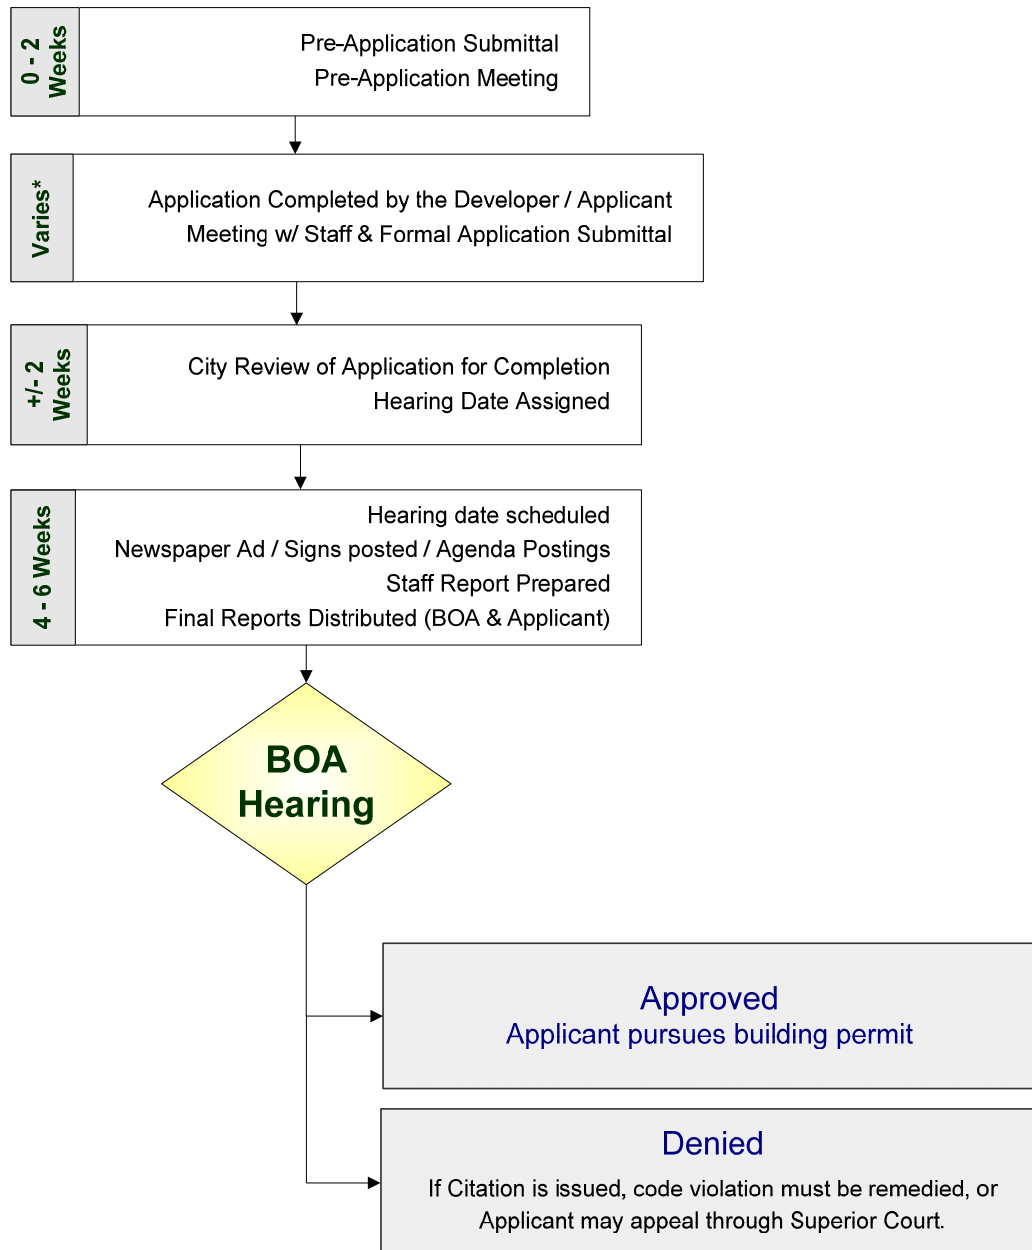 0 - 2
Weeks
Pre-Application Submittal
Pre-Application Meeting
Varies*
Application Completed by the Developer / Applicant
Meeting w/ Staff & Formal Application Submittal
+/- 2
Weeks
City Review of Application for Completion
Hearing Date Assigned
4 - 6 Weeks
Hearing date scheduled
Newspaper Ad / Signs posted / Agenda Postings
Staff Report Prepared
Final Reports Distributed (BOA & Applicant)
BOA
Hearing
Approved
Applicant pursues building permit
Denied
If Citation is issued, code violation must be remedied, or
Applicant may appeal through Superior Court.